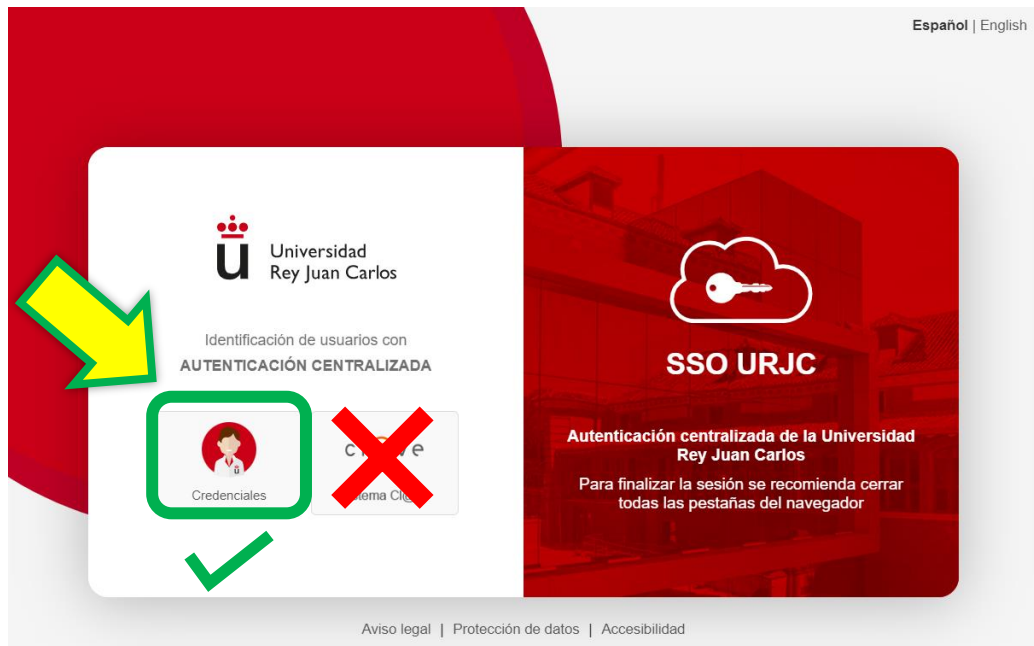 Español | English
Universidad
Rey Juan Carlos
Identificación de usuarios con
AUTENTICACIÓN CENTRALIZADA
Credenciales
SSO URJC
Autenticación centralizada de la Universidad
Rey Juan Carlos
Para finalizar la sesión se recomienda cerrar
todas las pestañas del navegador
Aviso legal | Protección de datos | Accesibilidad